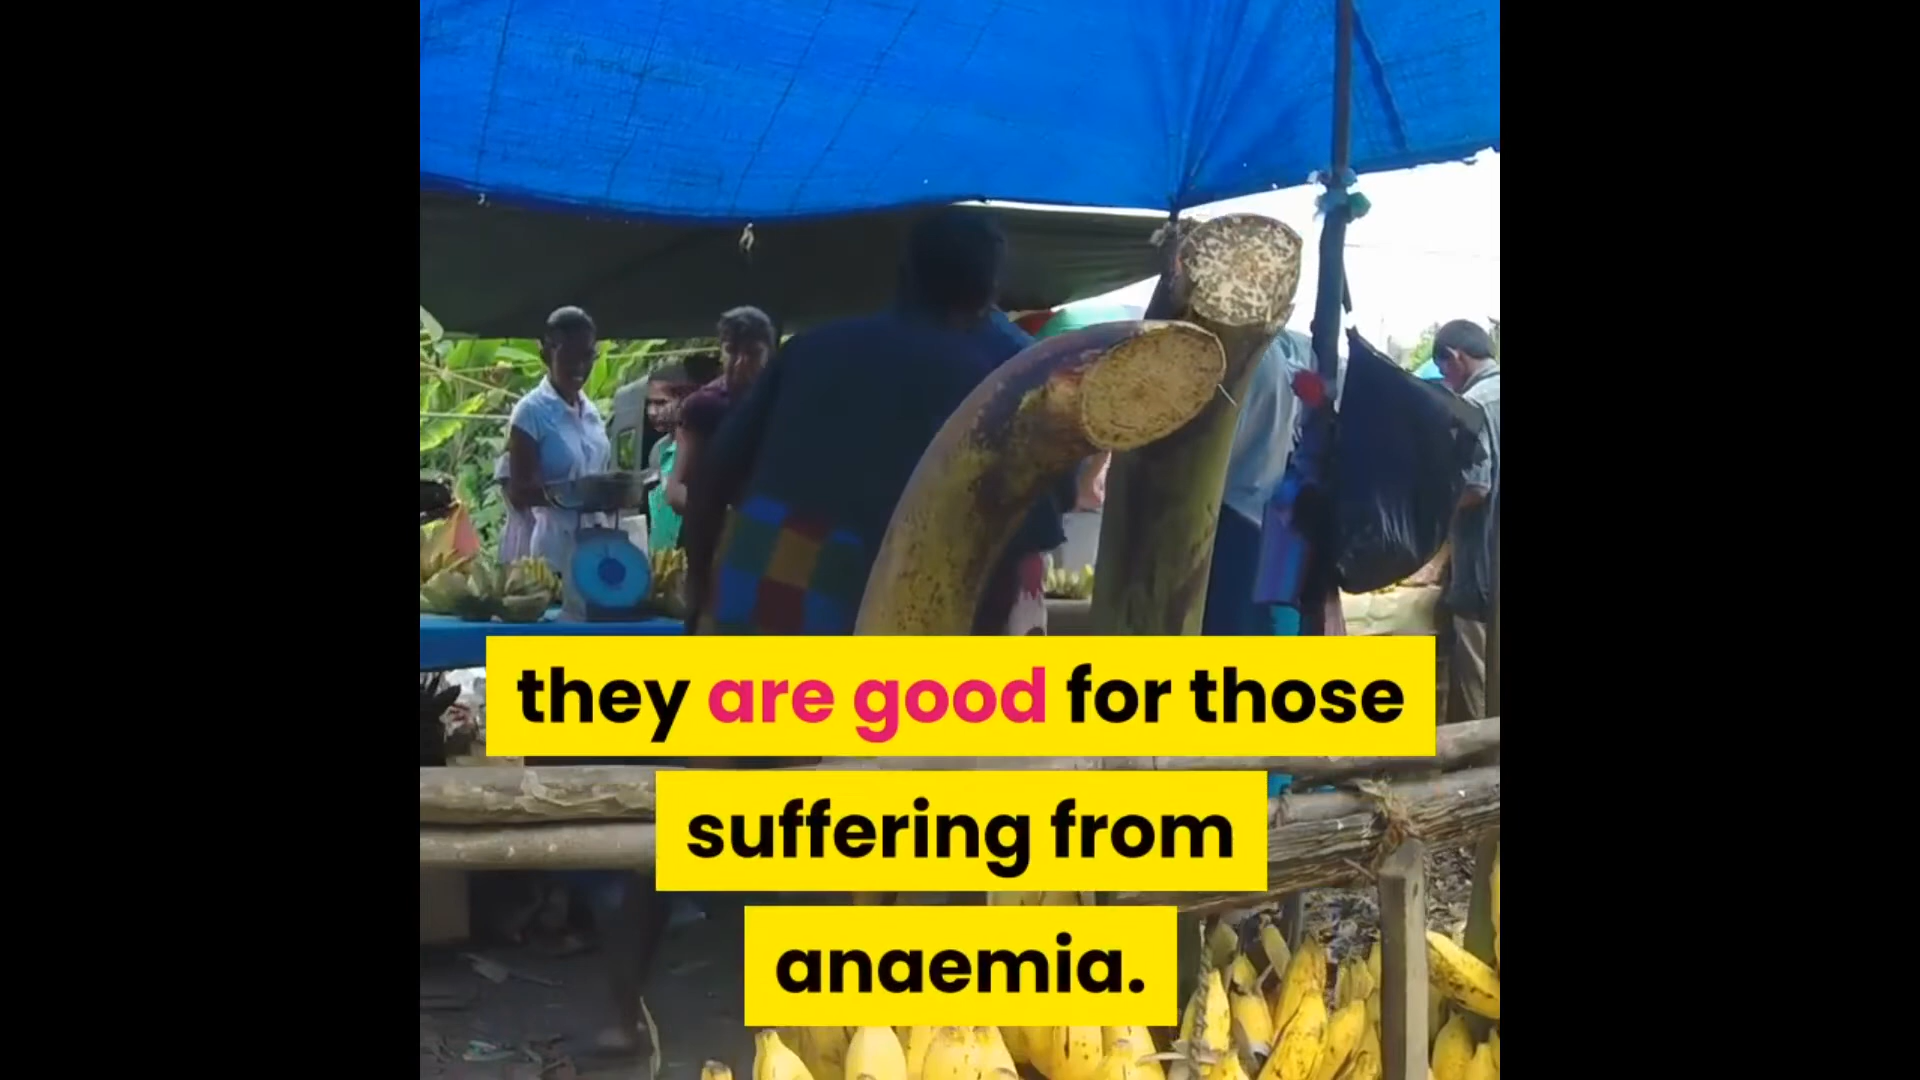 they are good for those
suffering from
anaemia.